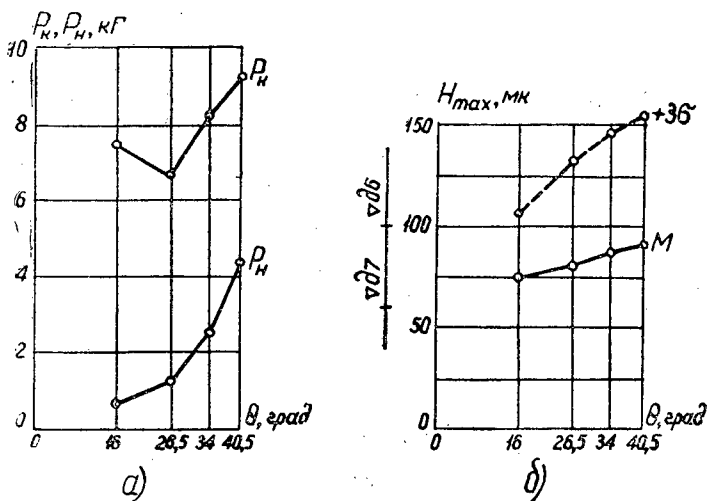 Pк, Pн, кГ
10
8
6
4
2
0
Pк
Pн
0
16
26,5
34
40,5
θ, град
а)
Hmax, мк
150
100
50
0
∇д6
∇д7
+3σ
M
0
16
26,5
34
40,5
θ, град
б)